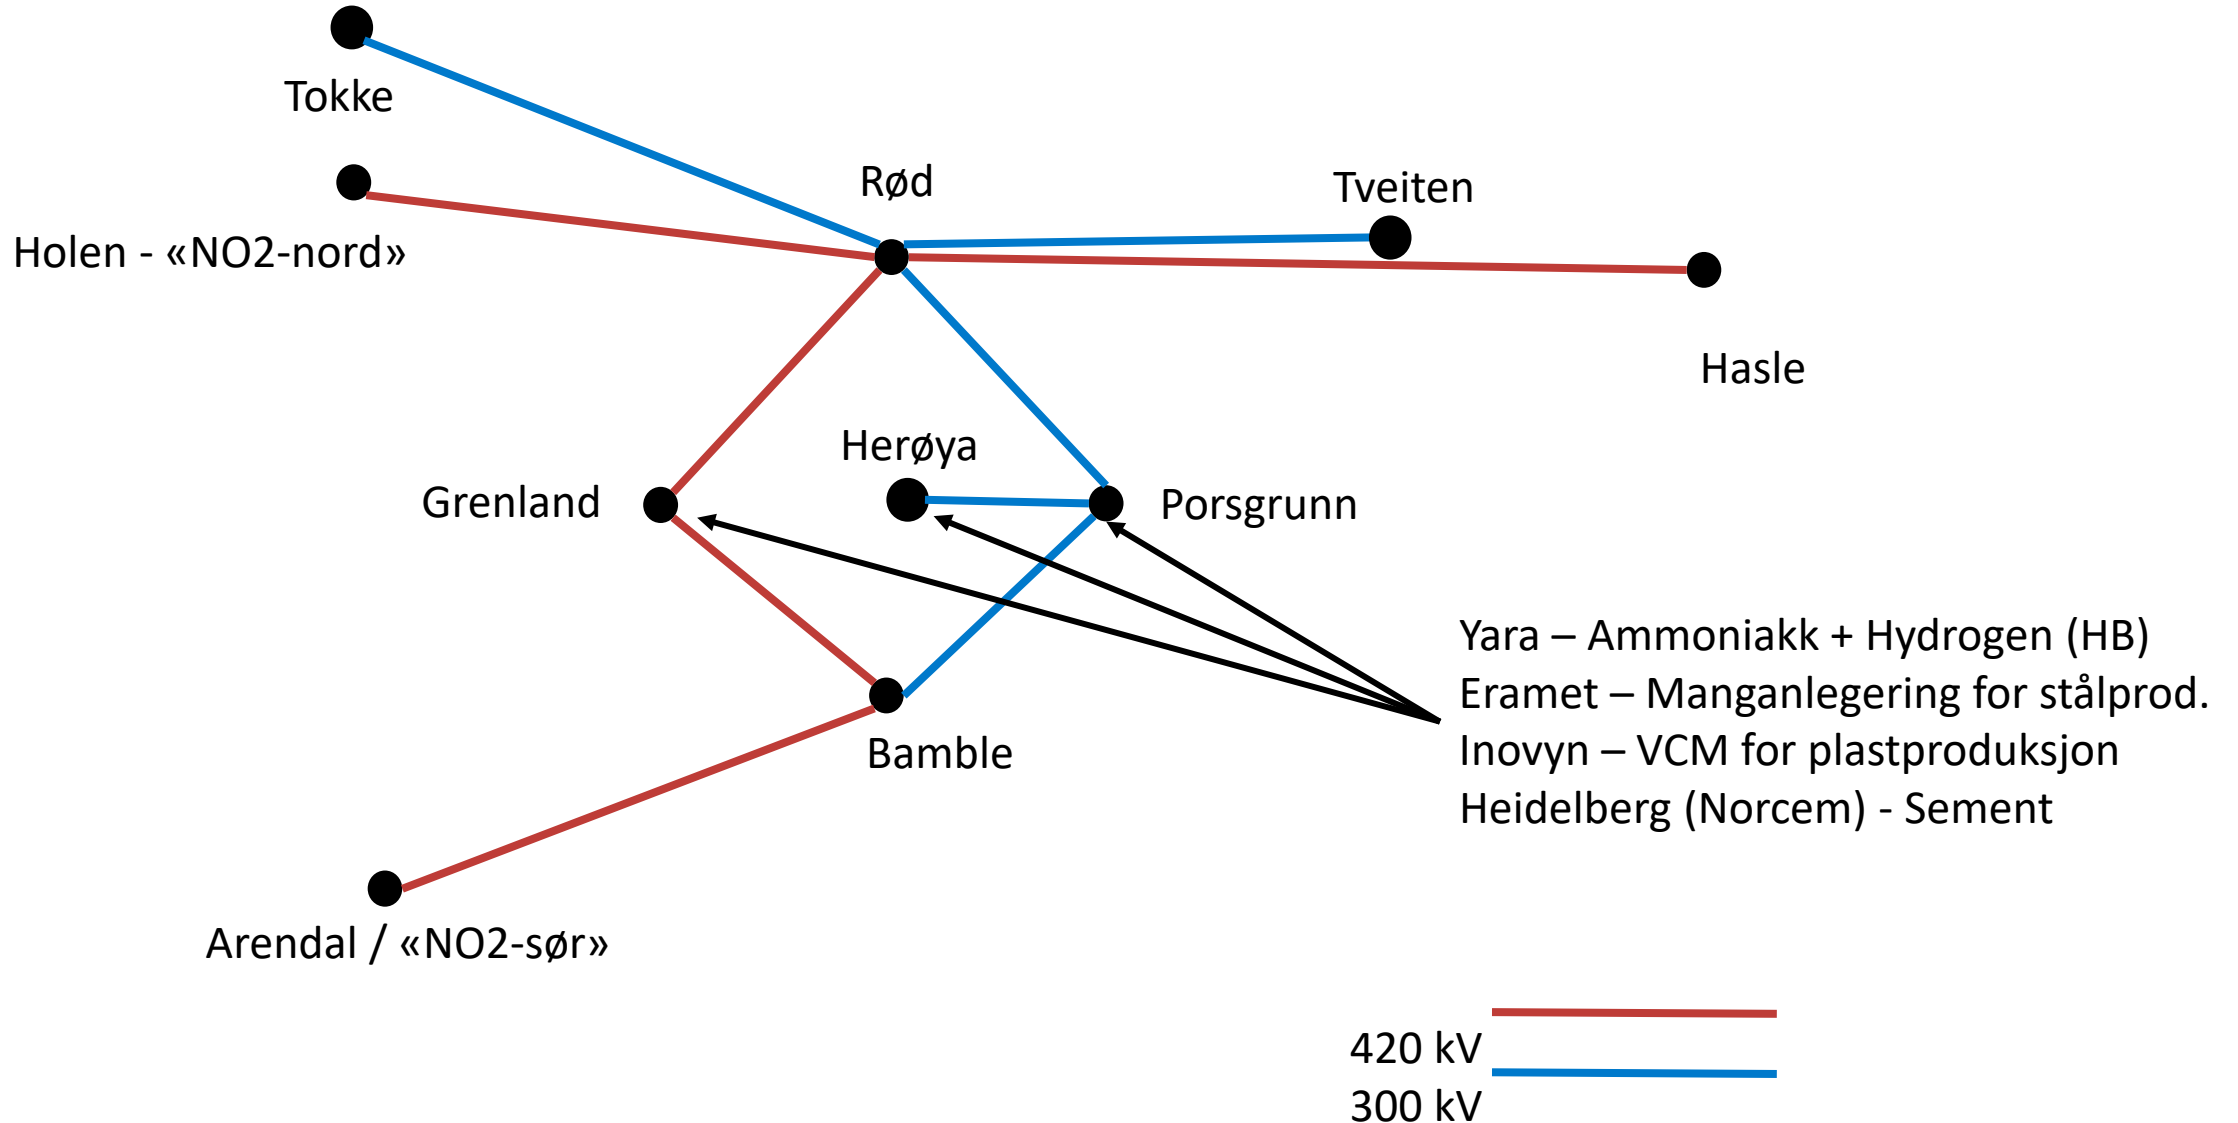 Tokke
Rød
Tveiten
Holen - «NO2-nord»
Hasle
Herøya
Grenland
Porsgrunn
Yara – Ammoniakk + Hydrogen (HB)
Eramet – Manganlegering for stålprod.
Inovyn – VCM for plastproduksjon
Heidelberg (Norcem) - Sement
Bamble
Arendal / «NO2-sør»
420 kV
300 kV